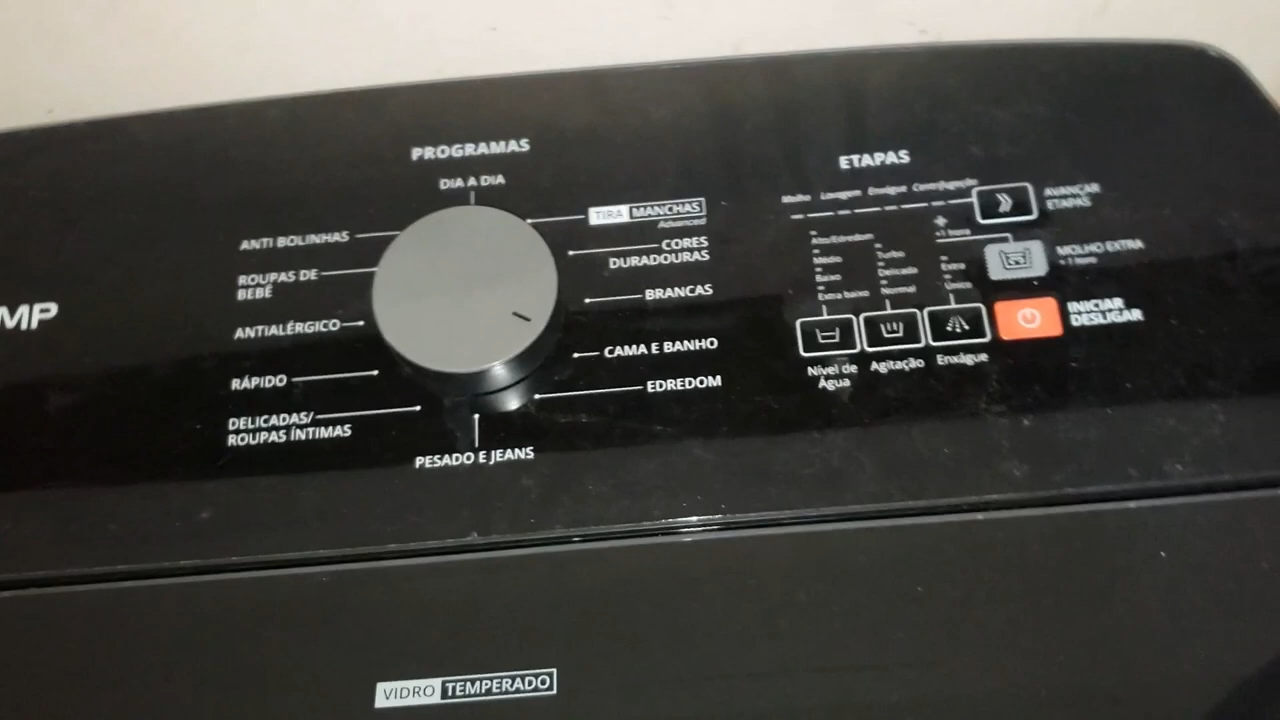 MP
PROGRAMAS
DIA A DIA
TIRA MANCHAS
Advanced
CORES
DURADOURAS
BRANCAS
CAMA E BANHO
EDREDOM
PESADO E JEANS
ANTI BOLINHAS
ROUPAS DE
BEBÊ
ANTIALÉRGICO
RÁPIDO
DELICADAS/
ROUPAS ÍNTIMAS
ETAPAS
Molho Lavagem Enxágue Centrifugação
AVANÇAR
ETAPAS
Alto/Edredom
Médio
Baixo
Extra baixo
Turbo
Delicada
Normal
+1 hora
Extra
Único
MOLHO EXTRA
+ 1 hora
INICIAR
DESLIGAR
Nível de
Água
Agitação
Enxágue
VIDRO TEMPERADO